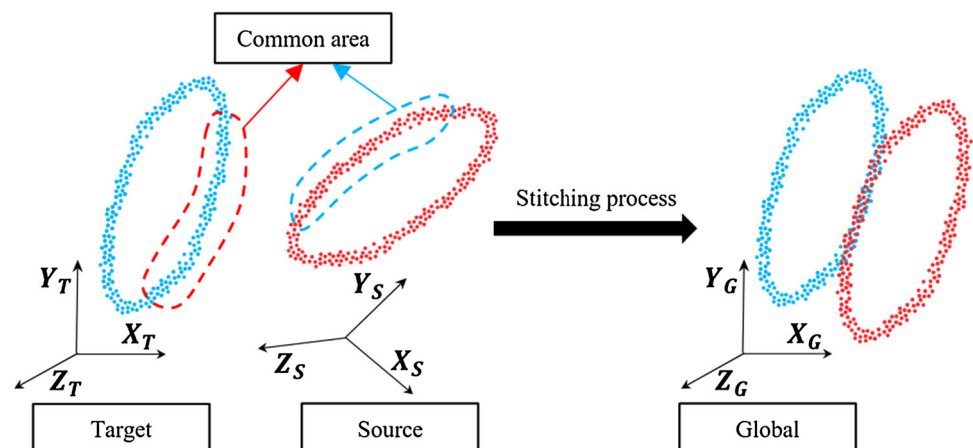 Common area
Stitching process
Y_T
X_T
Z_T
Y_S
X_S
Z_S
Y_G
X_G
Z_G
Target
Source
Global